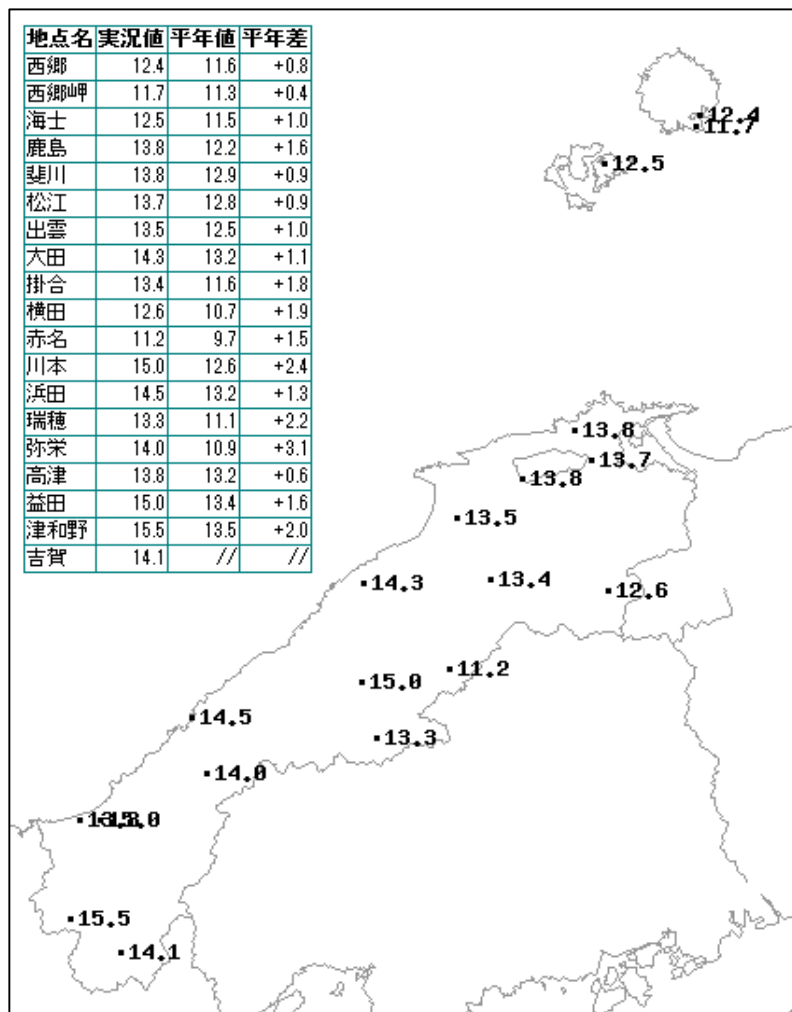 地点名 実況値 平年値 平年差
西郷 12.4 11.6 +0.8
西郷岬 11.7 11.3 +0.4
海士 12.5 11.5 +1.0
鹿島 13.8 12.2 +1.6
斐川 13.8 12.9 +0.9
松江 13.7 12.8 +0.9
出雲 13.5 12.5 +1.0
大田 14.3 13.2 +1.1
掛合 13.4 11.6 +1.8
横田 12.6 10.7 +1.9
赤名 11.2 9.7 +1.5
川本 15.0 12.6 +2.4
浜田 14.5 13.2 +1.3
瑞穂 13.3 11.1 +2.2
弥栄 14.0 10.9 +3.1
高津 13.8 13.2 +0.6
益田 15.0 13.4 +1.6
津和野 15.5 13.5 +2.0
吉賀 14.1 // //
12.4
11.7
12.5
13.8
13.7
13.8
13.5
14.3
13.4
12.6
11.2
15.0
14.5
13.3
14.0
15.5
14.1